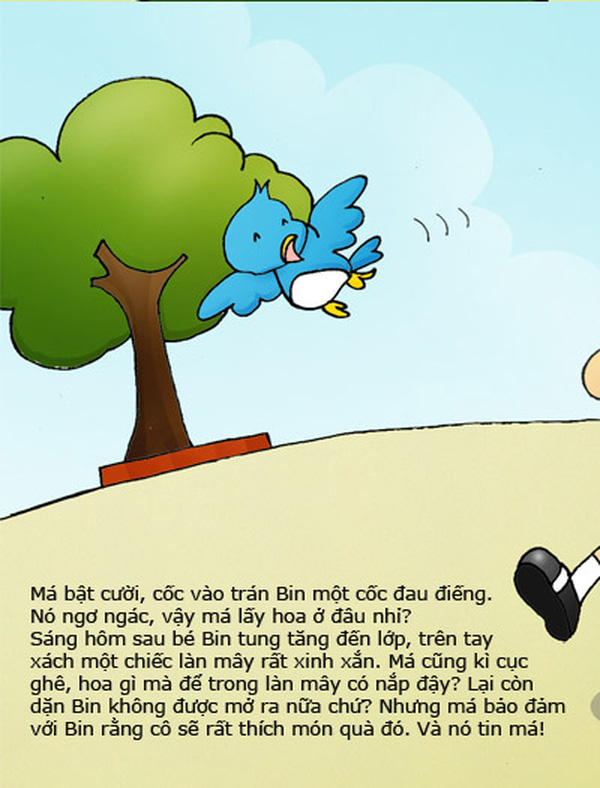 Má bật cười, cốc vào trán Bin một cốc đau điếng.
Nó ngơ ngác, vậy má lấy hoa ở đâu nhỉ?
Sáng hôm sau bé Bin tung tăng đến lớp, trên tay
xách một chiếc làn mây rất xinh xắn. Má cũng kì cục
ghê, hoa gì mà để trong làn mây có nắp đậy? Lại còn
dặn Bin không được mở ra nữa chứ? Nhưng má bảo đảm
với Bin rằng cô sẽ rất thích món quà đó. Và nó tin má!